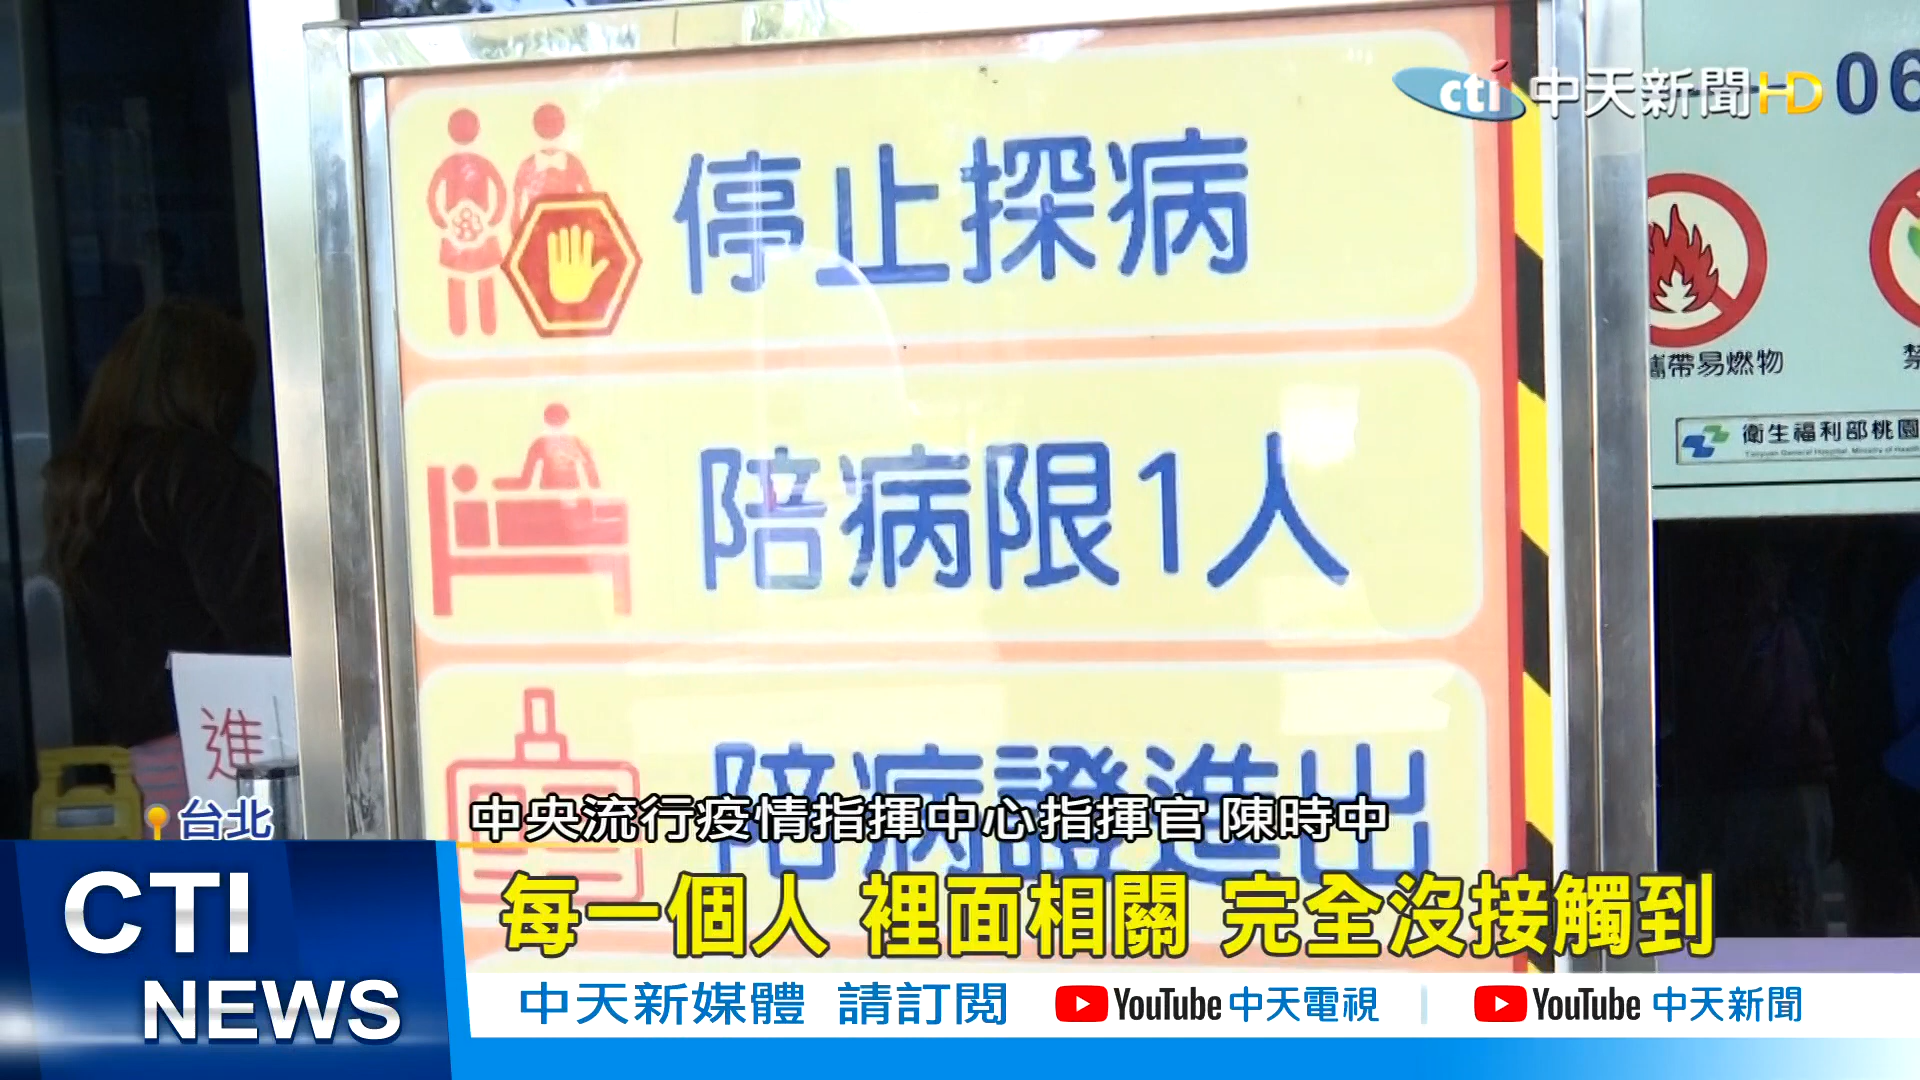 cti 中天新聞HD
06
停止探病
攜帶易燃物
禁
衛生福利部桃園
陪病限1人
進
陪病證進出
台北
中央流行疫情指揮中心指揮官 陳時中
每一個人 裡面相關 完全沒接觸到
CTI NEWS
中天新媒體 請訂閱 YouTube 中天電視 | YouTube 中天新聞